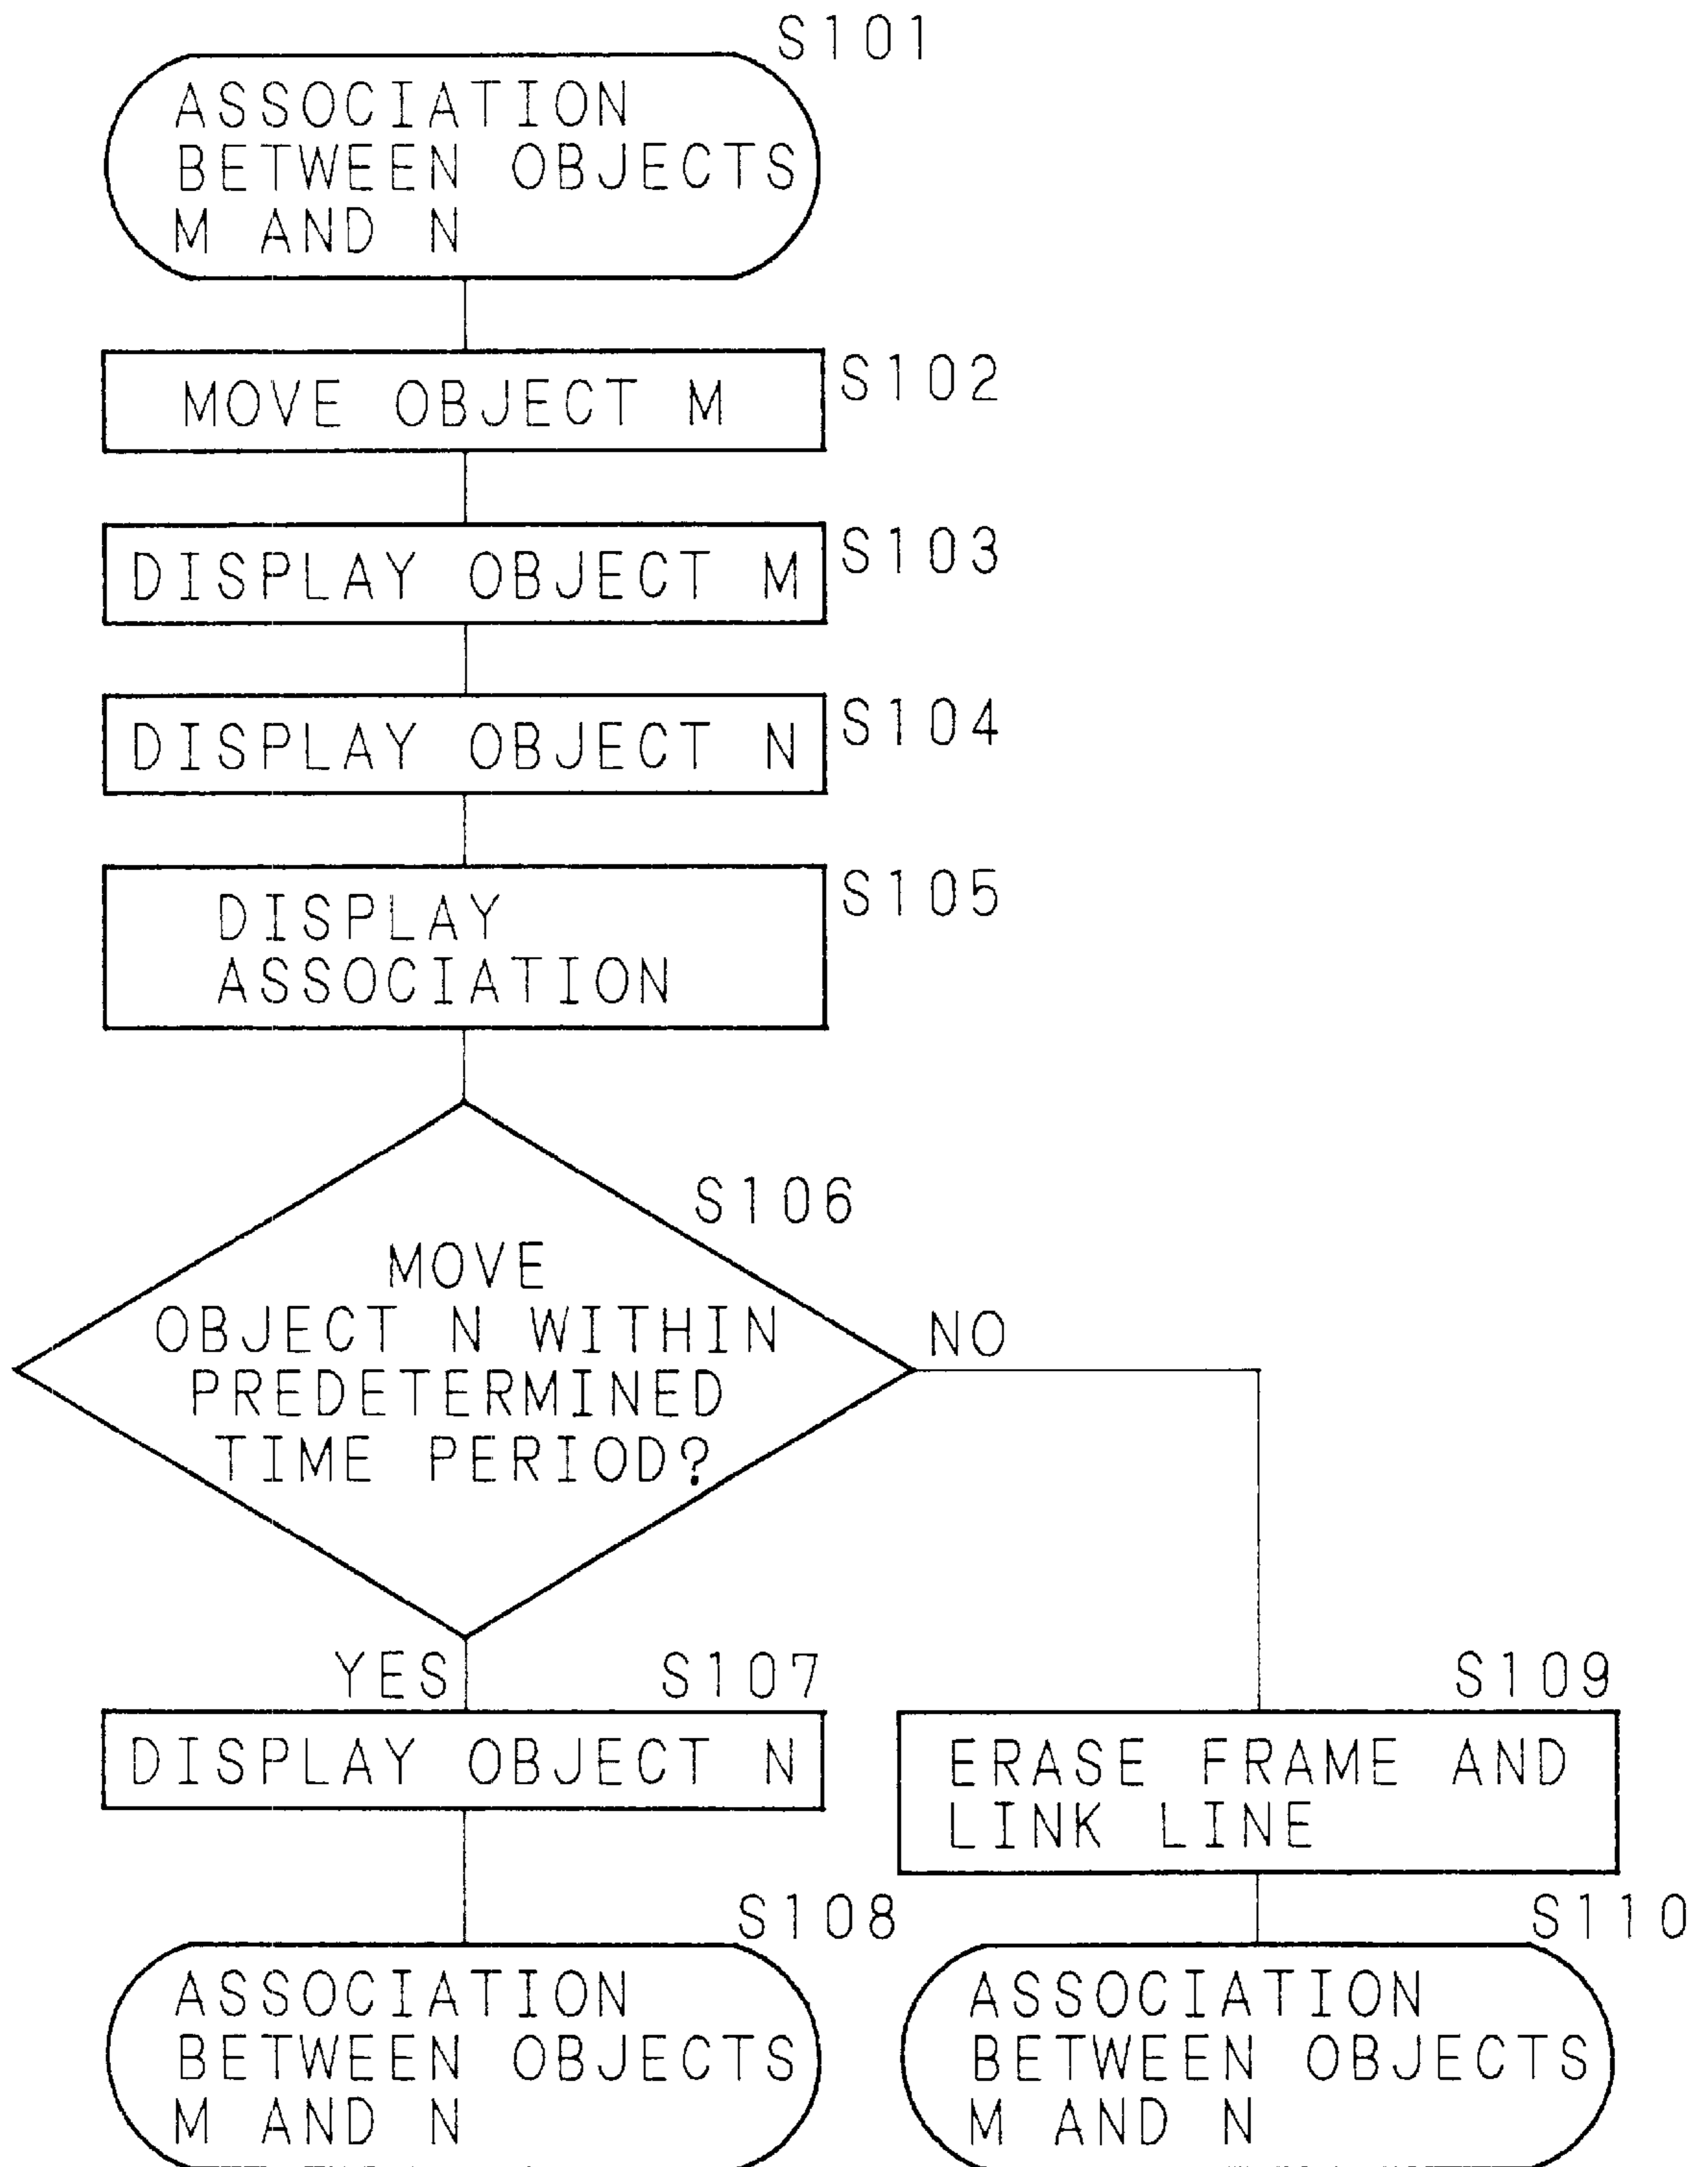 S101
ASSOCIATION
BETWEEN OBJECTS
M AND N
MOVE OBJECT M
S102
DISPLAY OBJECT M
S103
DISPLAY OBJECT N
S104
DISPLAY
ASSOCIATION
S105
S106
MOVE
OBJECT N WITHIN
PREDETERMINED
TIME PERIOD?
NO
YES
S107
DISPLAY OBJECT N
S108
ASSOCIATION
BETWEEN OBJECTS
M AND N
S109
ERASE FRAME AND
LINK LINE
S110
ASSOCIATION
BETWEEN OBJECTS
M AND N